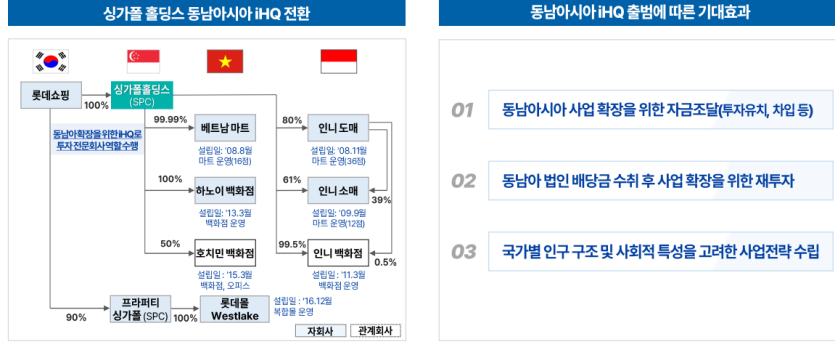 싱가폴 홀딩스 동남아시아 iHQ 전환
롯데쇼핑
100%
싱가폴홀딩스
(SPC)
동남아 확장을 위한 iHQ로
투자 전문회사 역할 수행
99.99%
베트남 마트
설립일: '08.8월
마트 운영(16점)
80%
인니 도매
설립일: '08.11월
마트 운영(36점)
100%
하노이 백화점
설립일: '13.3월
백화점 운영
61%
인니 소매
39%
설립일: '09.9월
마트 운영(12점)
50%
호치민 백화점
설립일 : '15.3월
백화점, 오피스
99.5%
인니 백화점
0.5%
설립일 : '11.3월
백화점 운영
90%
프라퍼티
싱가폴 (SPC)
100%
롯데몰
Westlake
설립일 : '16.12월
복합몰 운영
자회사
관계회사
동남아시아 iHQ 출범에 따른 기대효과
01 동남아시아 사업 확장을 위한 자금조달(투자유치, 차입 등)
02 동남아 법인 배당금 수취 후 사업 확장을 위한 재투자
03 국가별 인구 구조 및 사회적 특성을 고려한 사업전략 수립